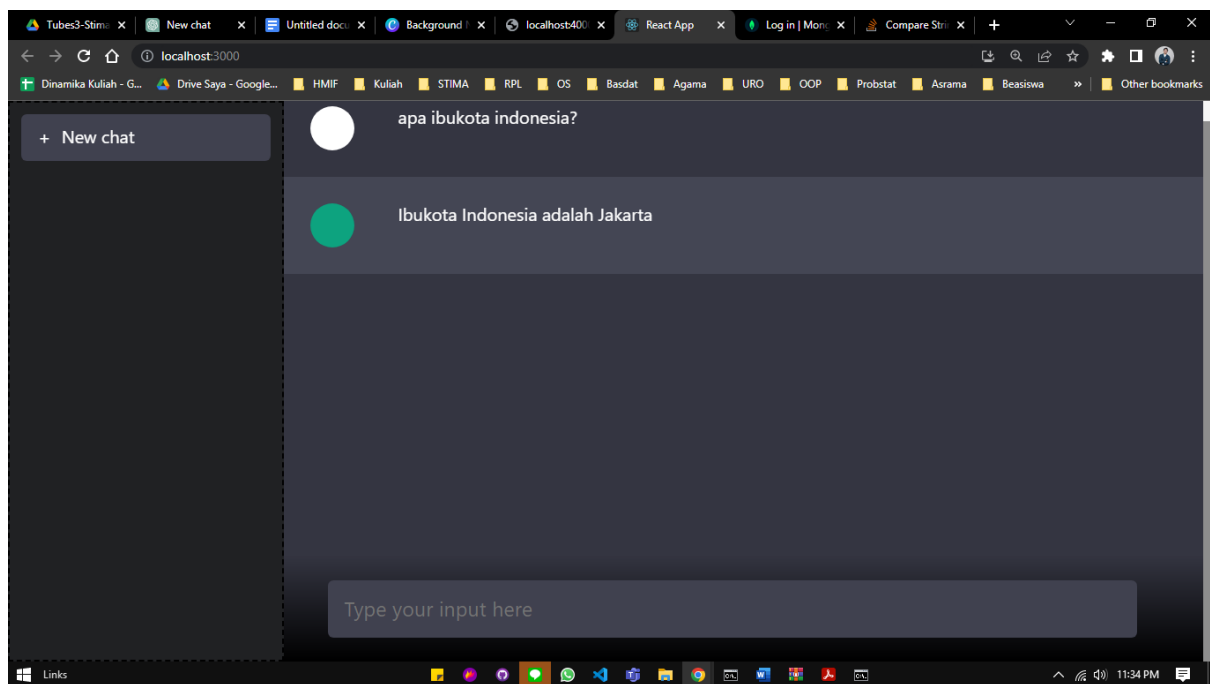 Tubes3-Stima
New chat
Untitled docu
Background
localhost:400
React App
Log in | Mong
Compare Stri
localhost:3000
Dinamika Kuliah - G...
Drive Saya - Google...
HMIF
Kuliah
STIMA
RPL
OS
Basdat
Agama
URO
OOP
Probstat
Asrama
Beasiswa
»
Other bookmarks
+ New chat
apa ibukota indonesia?
Ibukota Indonesia adalah Jakarta
Type your input here
Links
11:34 PM